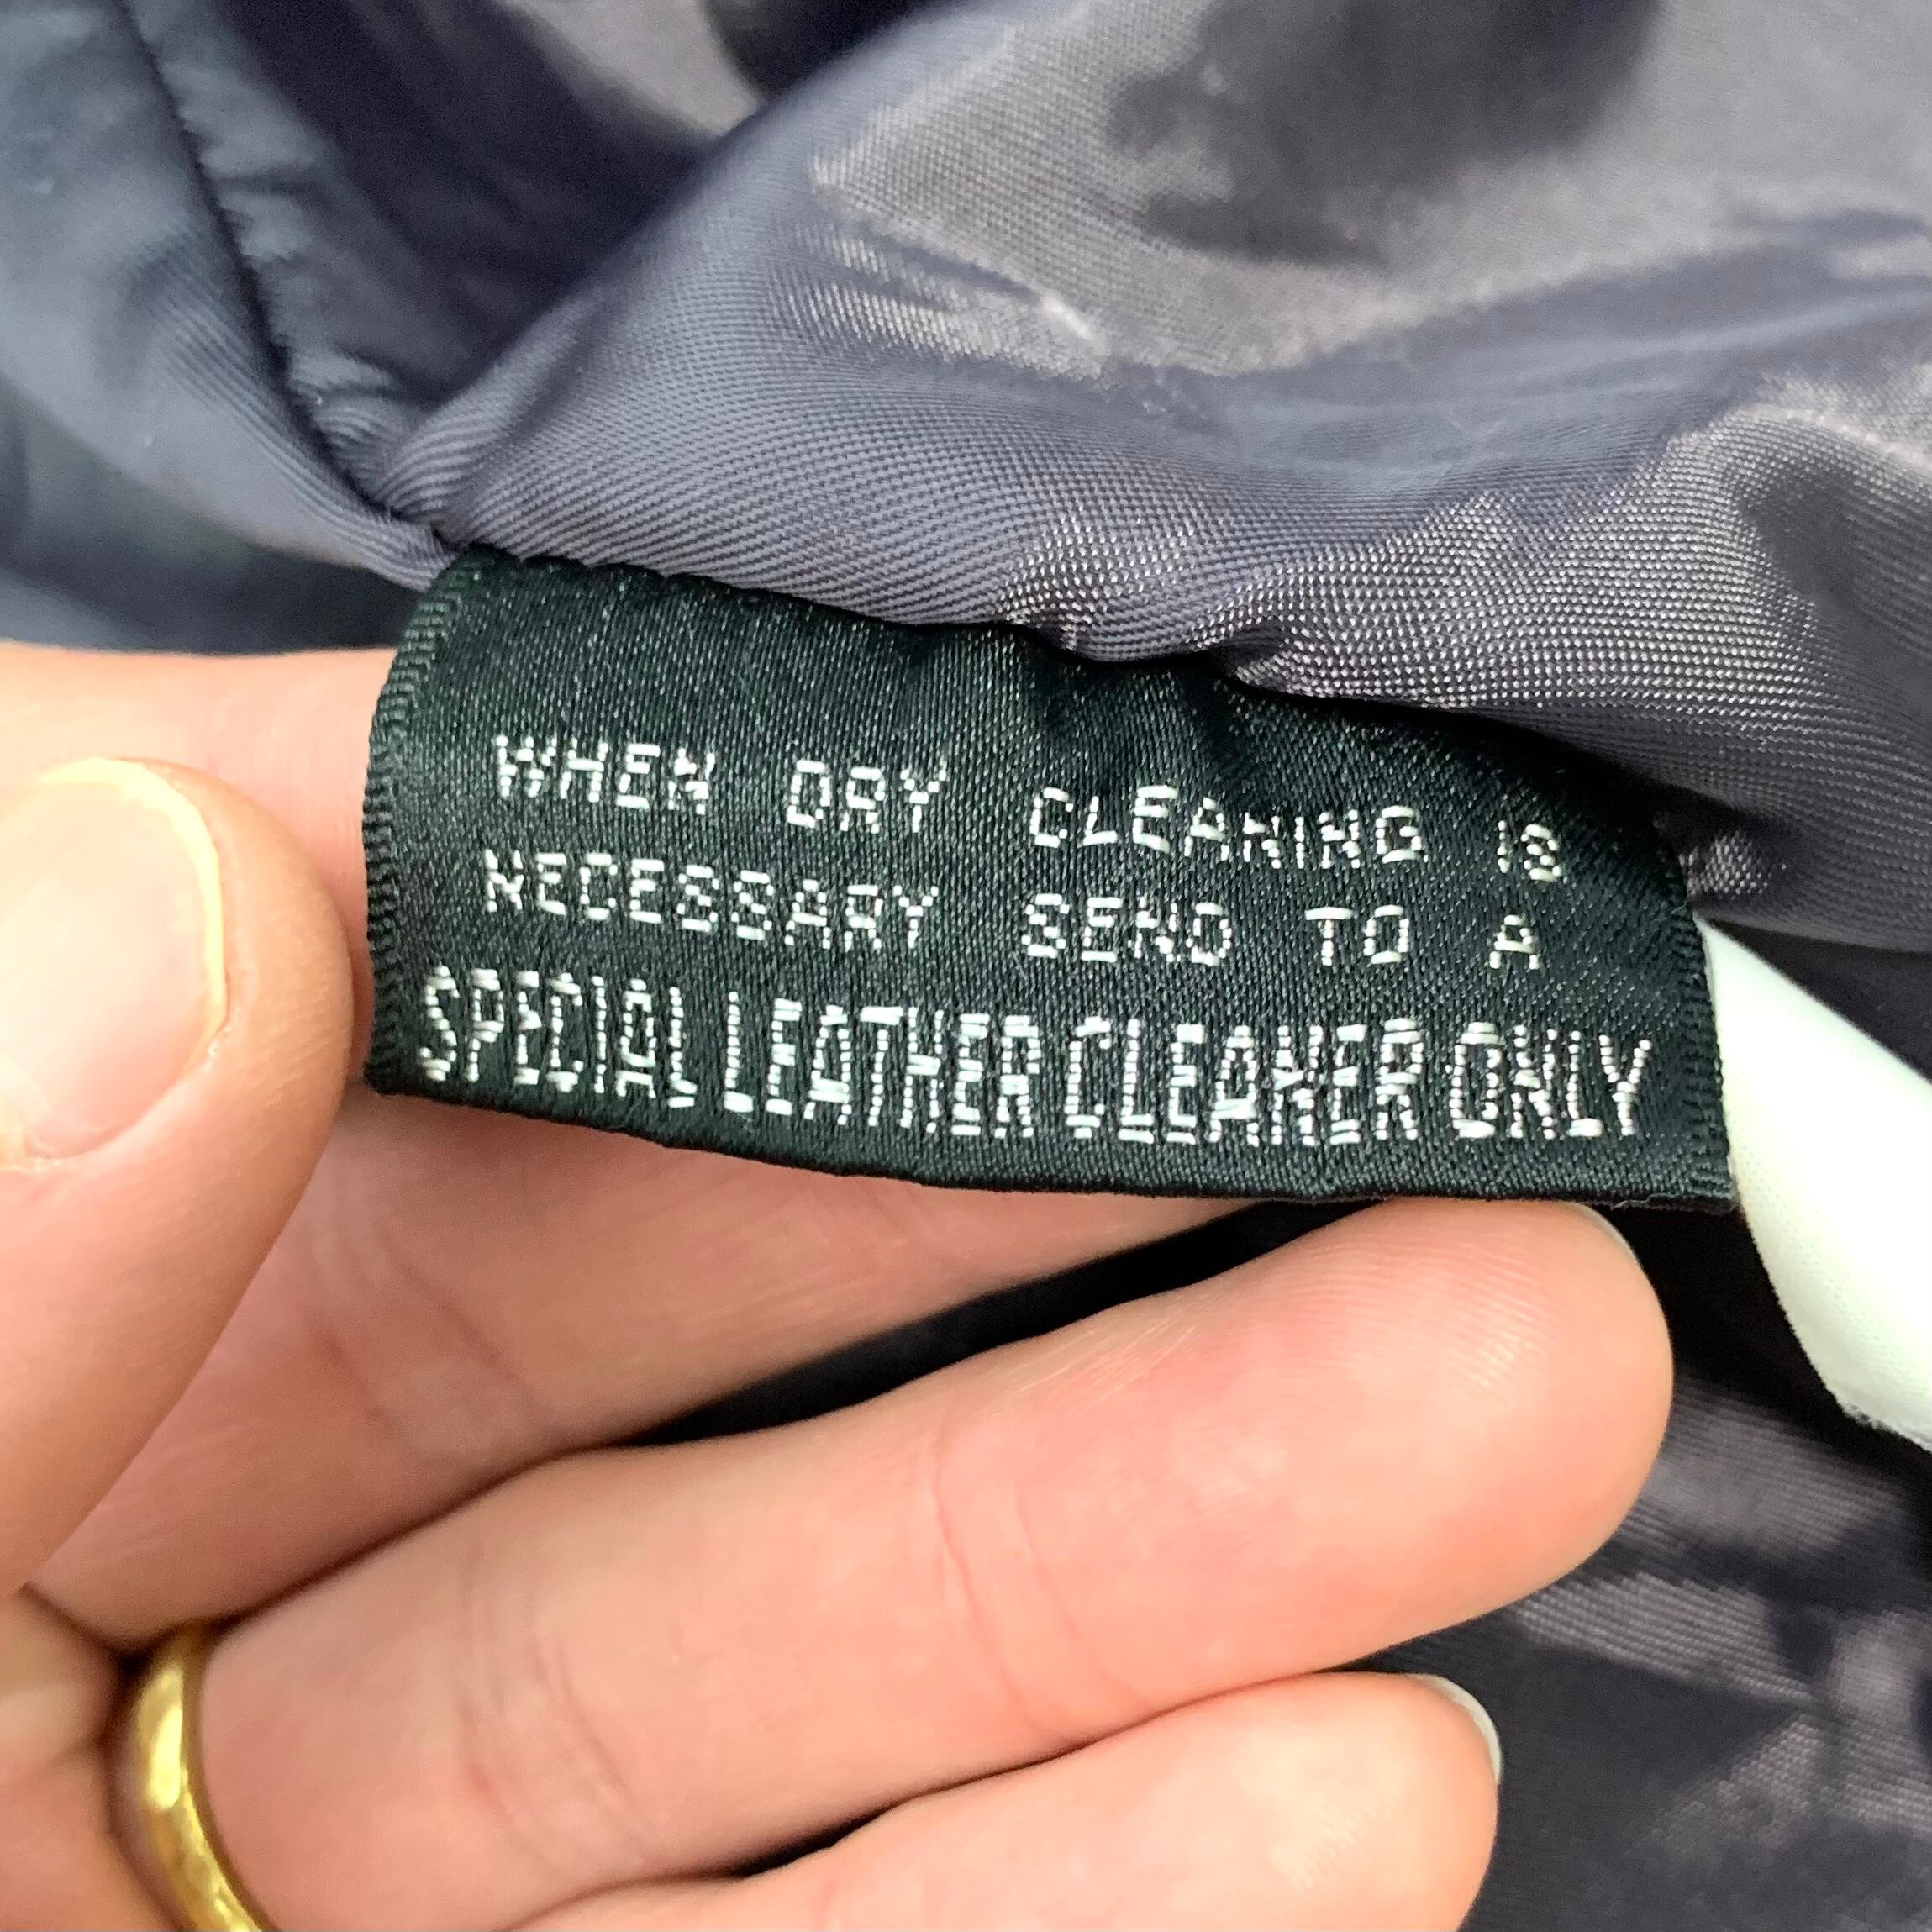 WHEN DRY CLEANING IS
NECESSARY SEND TO A
SPECIAL LEATHER CLEANER ONLY